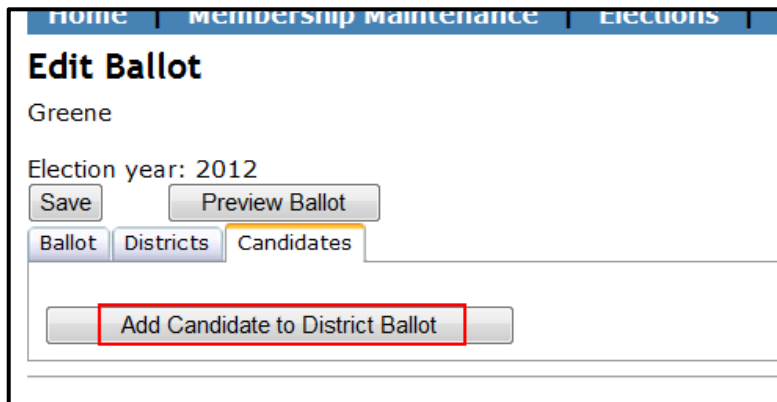 Home | Membership Maintenance | Elections |
Edit Ballot
Greene
Election year: 2012
Save Preview Ballot
Ballot Districts Candidates
Add Candidate to District Ballot